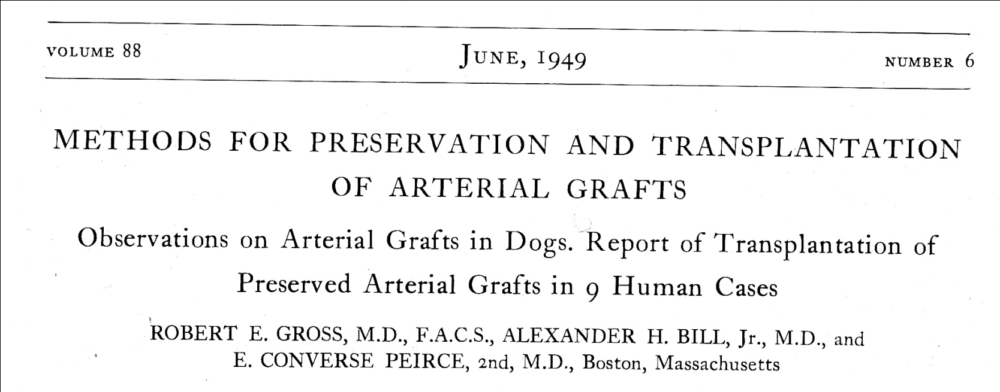 VOLUME 88 JUNE, 1949 NUMBER 6
METHODS FOR PRESERVATION AND TRANSPLANTATION
OF ARTERIAL GRAFTS
Observations on Arterial Grafts in Dogs. Report of Transplantation of
Preserved Arterial Grafts in 9 Human Cases
ROBERT E. GROSS, M.D., F.A.C.S., ALEXANDER H. BILL, Jr., M.D., and
E. CONVERSE PEIRCE, 2nd, M.D., Boston, Massachusetts